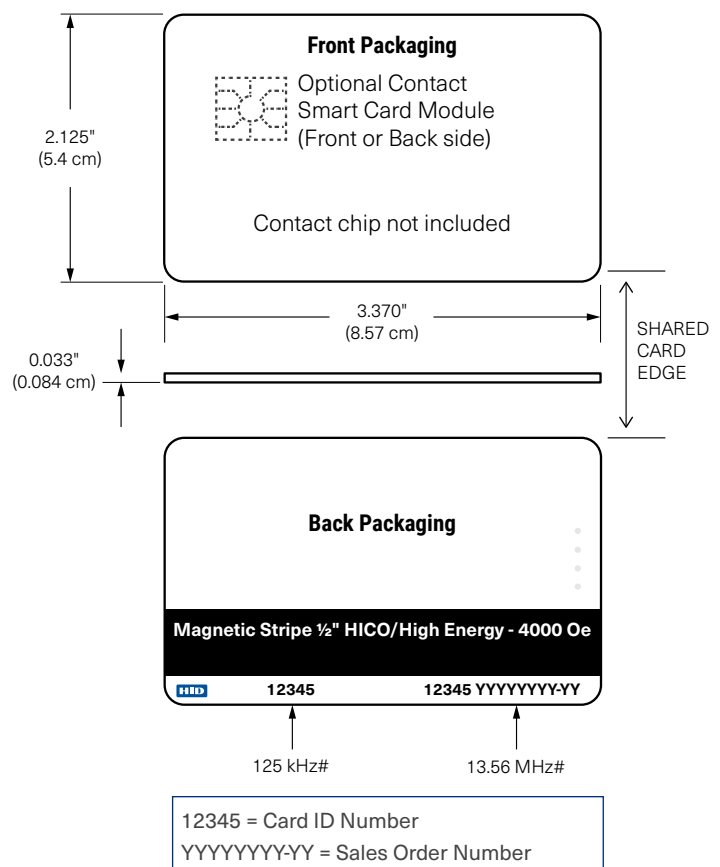 Front Packaging
Optional Contact
Smart Card Module
(Front or Back side)
Contact chip not included
2.125"
(5.4 cm)
3.370"
(8.57 cm)
SHARED
CARD
EDGE
0.033"
(0.084 cm)
Back Packaging
Magnetic Stripe ½" HICO/High Energy - 4000 Oe
HID 12345 12345 YYYYYYYY-YY
125 kHz# 13.56 MHz#
12345 = Card ID Number
YYYYYYYY-YY = Sales Order Number